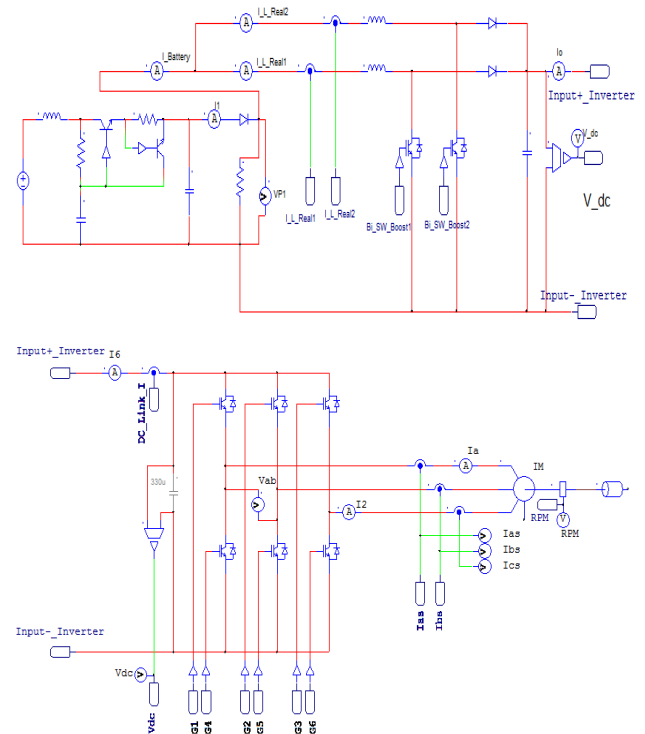 I_L_Real2
A
I_Battery
A
I_L_Real1
A
Io
A
Input+_Inverter
I1
A
VP1
V
I_L_Real1
I_L_Real2
Bi_SW_Boost1
Bi_SW_Boost2
V_dc
V
V_dc
Input-_Inverter
Input+_Inverter
I6
A
DC_Link_I
330u
Vab
V
Ia
A
IM
I2
A
RPM
V
RPM
Ias
V
Ibs
V
Ics
V
Ias
Ibs
Input-_Inverter
Vdc
V
Vdc
G1
G4
G2
G5
G3
G6